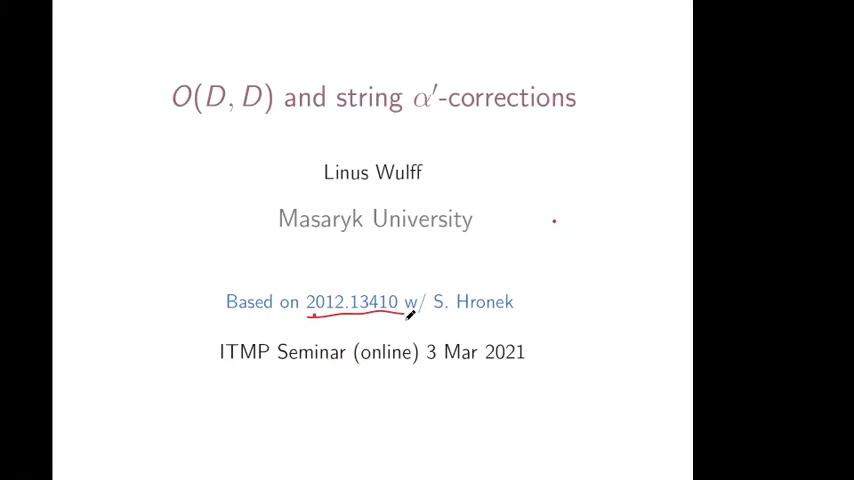 O(D, D) and string α′-corrections
Linus Wulff
Masaryk University
Based on 2012.13410 w/ S. Hronek
ITMP Seminar (online) 3 Mar 2021